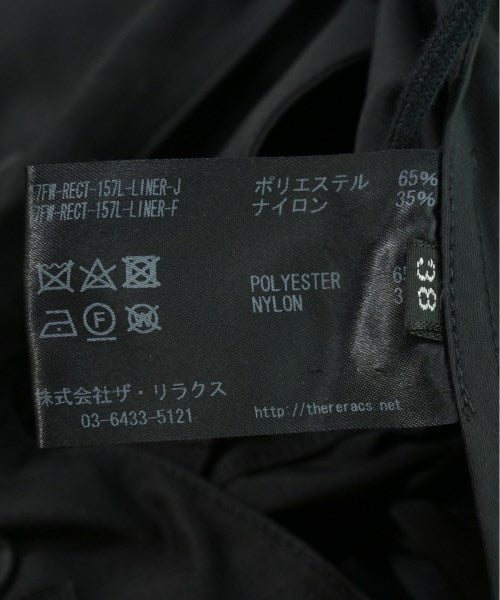 7FW-RECT-157L-LINER-J
7FW-RECT-157L-LINER-F
ポリエステル 65%
ナイロン 35%
POLYESTER
NYLON
38
F
W
株式会社ザ・リラクス
03-6433-5121
http://thereracs.net